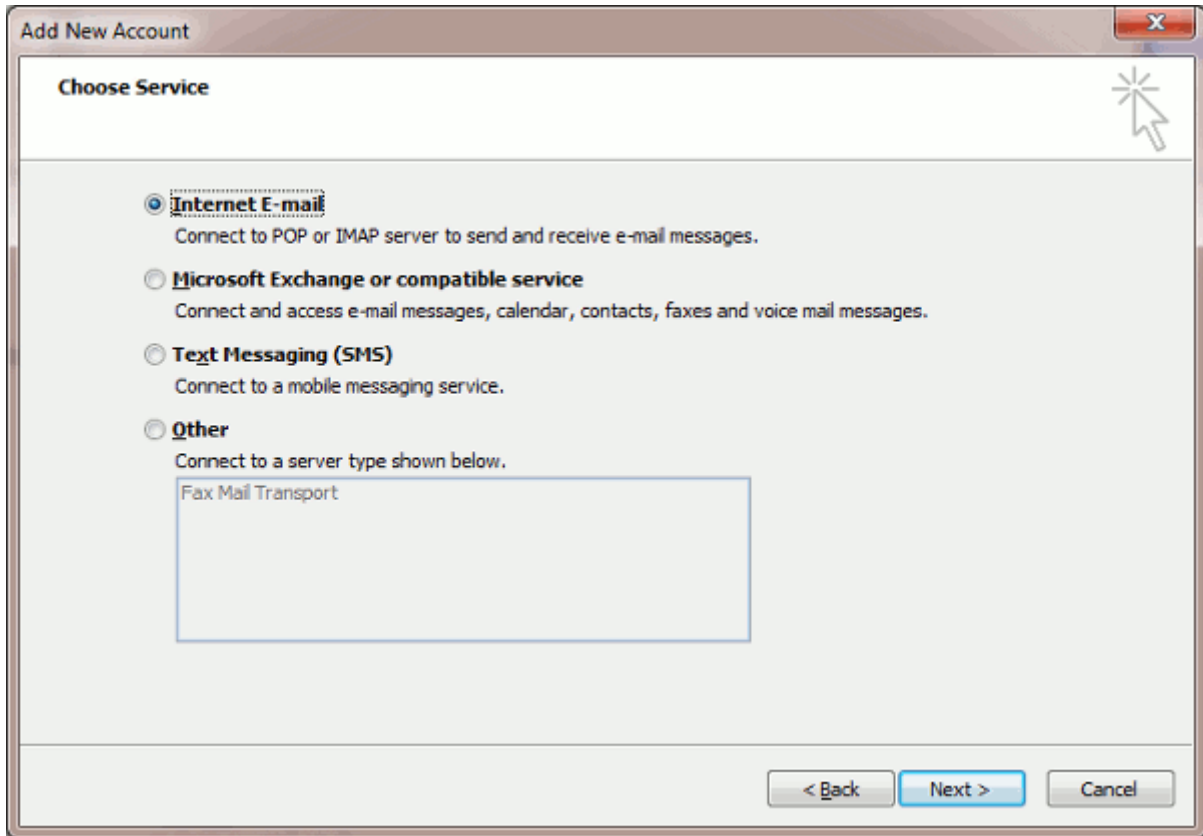 Add New Account
Choose Service
Internet E-mail
Connect to POP or IMAP server to send and receive e-mail messages.
Microsoft Exchange or compatible service
Connect and access e-mail messages, calendar, contacts, faxes and voice mail messages.
Text Messaging (SMS)
Connect to a mobile messaging service.
Other
Connect to a server type shown below.
Fax Mail Transport
< Back Next > Cancel